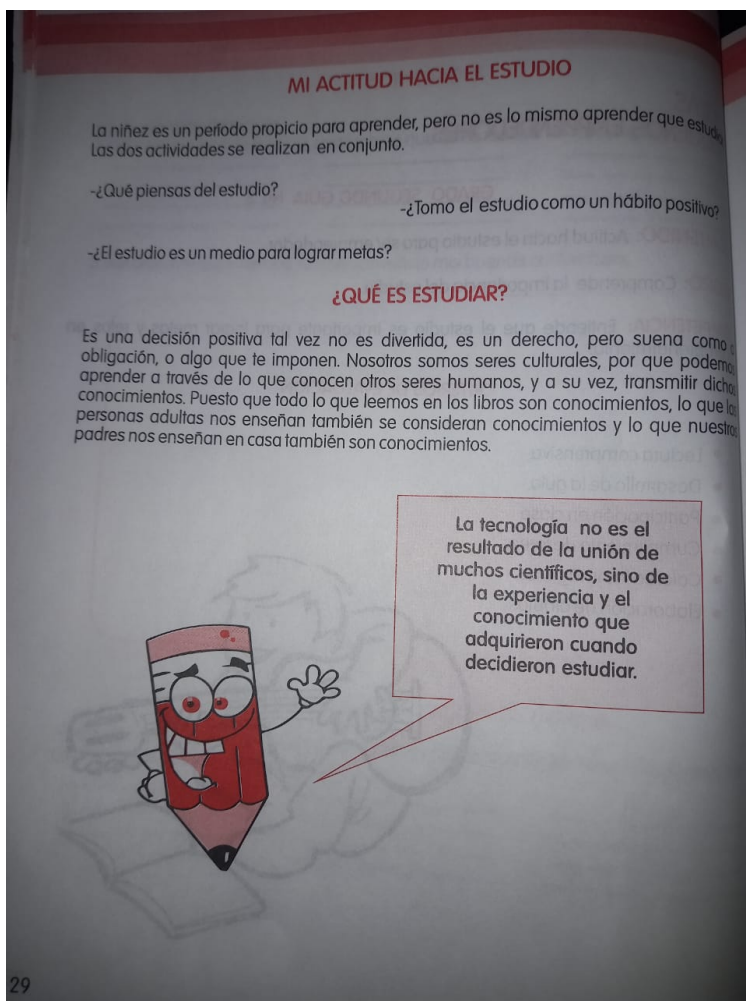 MI ACTITUD HACIA EL ESTUDIO
La niñez es un período propicio para aprender, pero no es lo mismo aprender que
Las dos actividades se realizan en conjunto.
-¿Qué piensas del estudio?
-¿Tomo el estudio como un hábito positivo?
-¿El estudio es un medio para lograr metas?
¿QUÉ ES ESTUDIAR?
Es una decisión positiva tal vez no es divertida, es un derecho, pero suena como
obligación, o algo que te imponen. Nosotros somos seres culturales, por que
aprender a través de lo que conocen otros seres humanos, y a su vez, transmitir
conocimientos. Puesto que todo lo que leemos en los libros son conocimientos, lo que
personas adultas nos enseñan también se consideran conocimientos y lo que
padres nos enseñan en casa también son conocimientos.
La tecnología no es el
resultado de la unión de
muchos científicos, sino de
la experiencia y el
conocimiento que
adquirieron cuando
decidieron estudiar.
29